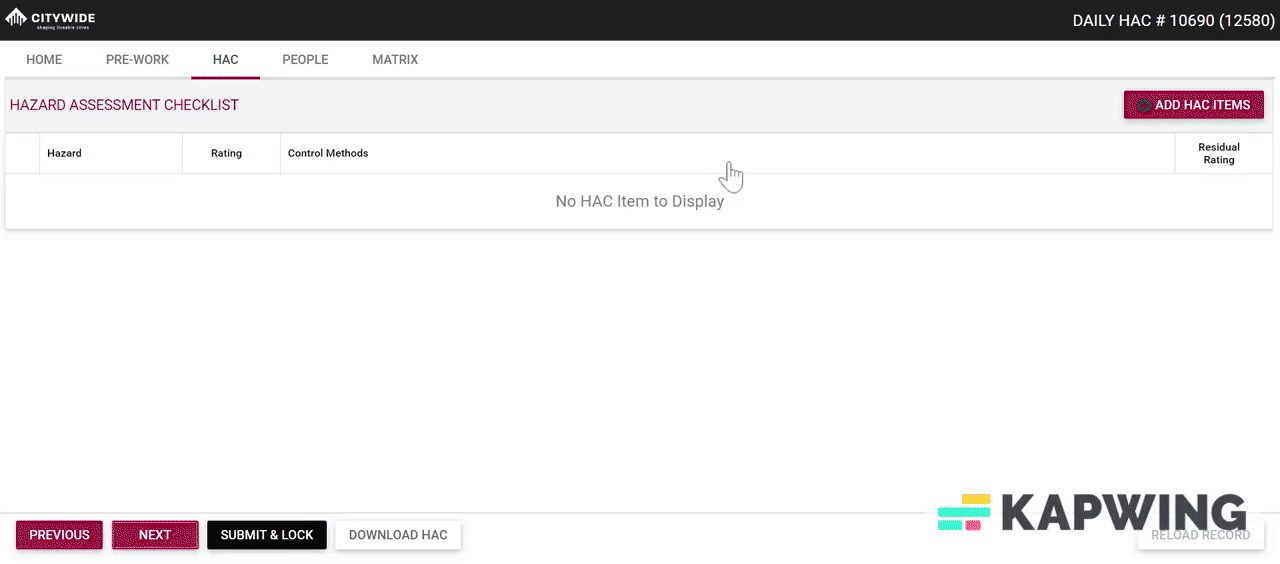 CITYWIDE
shaping liveable cities
DAILY HAC # 10690 (12580)
HOME
PRE-WORK
HAC
PEOPLE
MATRIX
HAZARD ASSESSMENT CHECKLIST
ADD HAC ITEMS
Hazard
Rating
Control Methods
Residual
Rating
No HAC Item to Display
PREVIOUS
NEXT
SUBMIT & LOCK
DOWNLOAD HAC
KAPWING
RELOAD RECORD